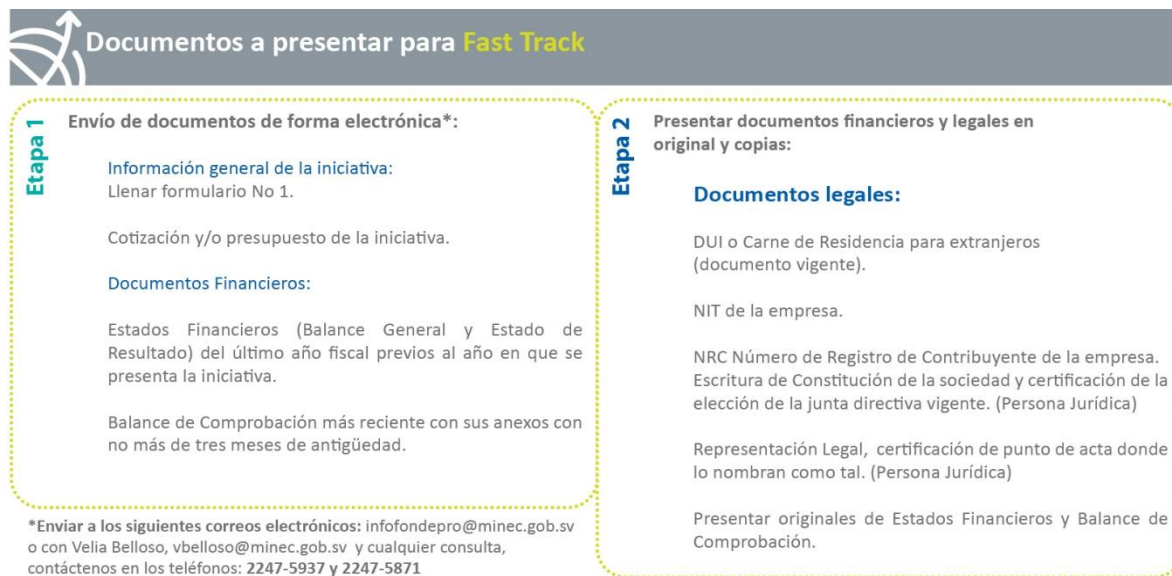 Documentos a presentar para Fast Track
Etapa 1
Envío de documentos de forma electrónica*:
Información general de la iniciativa:
Llenar formulario No 1.
Cotización y/o presupuesto de la iniciativa.
Documentos Financieros:
Estados Financieros (Balance General y Estado de
Resultado) del último año fiscal previos al año en que se
presenta la iniciativa.
Balance de Comprobación más reciente con sus anexos con
no más de tres meses de antigüedad.
*Enviar a los siguientes correos electrónicos: infofondepro@minec.gob.sv
o con Velia Belloso, vbelloso@minec.gob.sv y cualquier consulta,
contáctenos en los teléfonos: 2247-5937 y 2247-5871
Etapa 2
Presentar documentos financieros y legales en
original y copias:
Documentos legales:
DUI o Carne de Residencia para extranjeros
(documento vigente).
NIT de la empresa.
NRC Número de Registro de Contribuyente de la empresa.
Escritura de Constitución de la sociedad y certificación de la
elección de la junta directiva vigente. (Persona Jurídica)
Representación Legal, certificación de punto de acta donde
lo nombran como tal. (Persona Jurídica)
Presentar originales de Estados Financieros y Balance de
Comprobación.